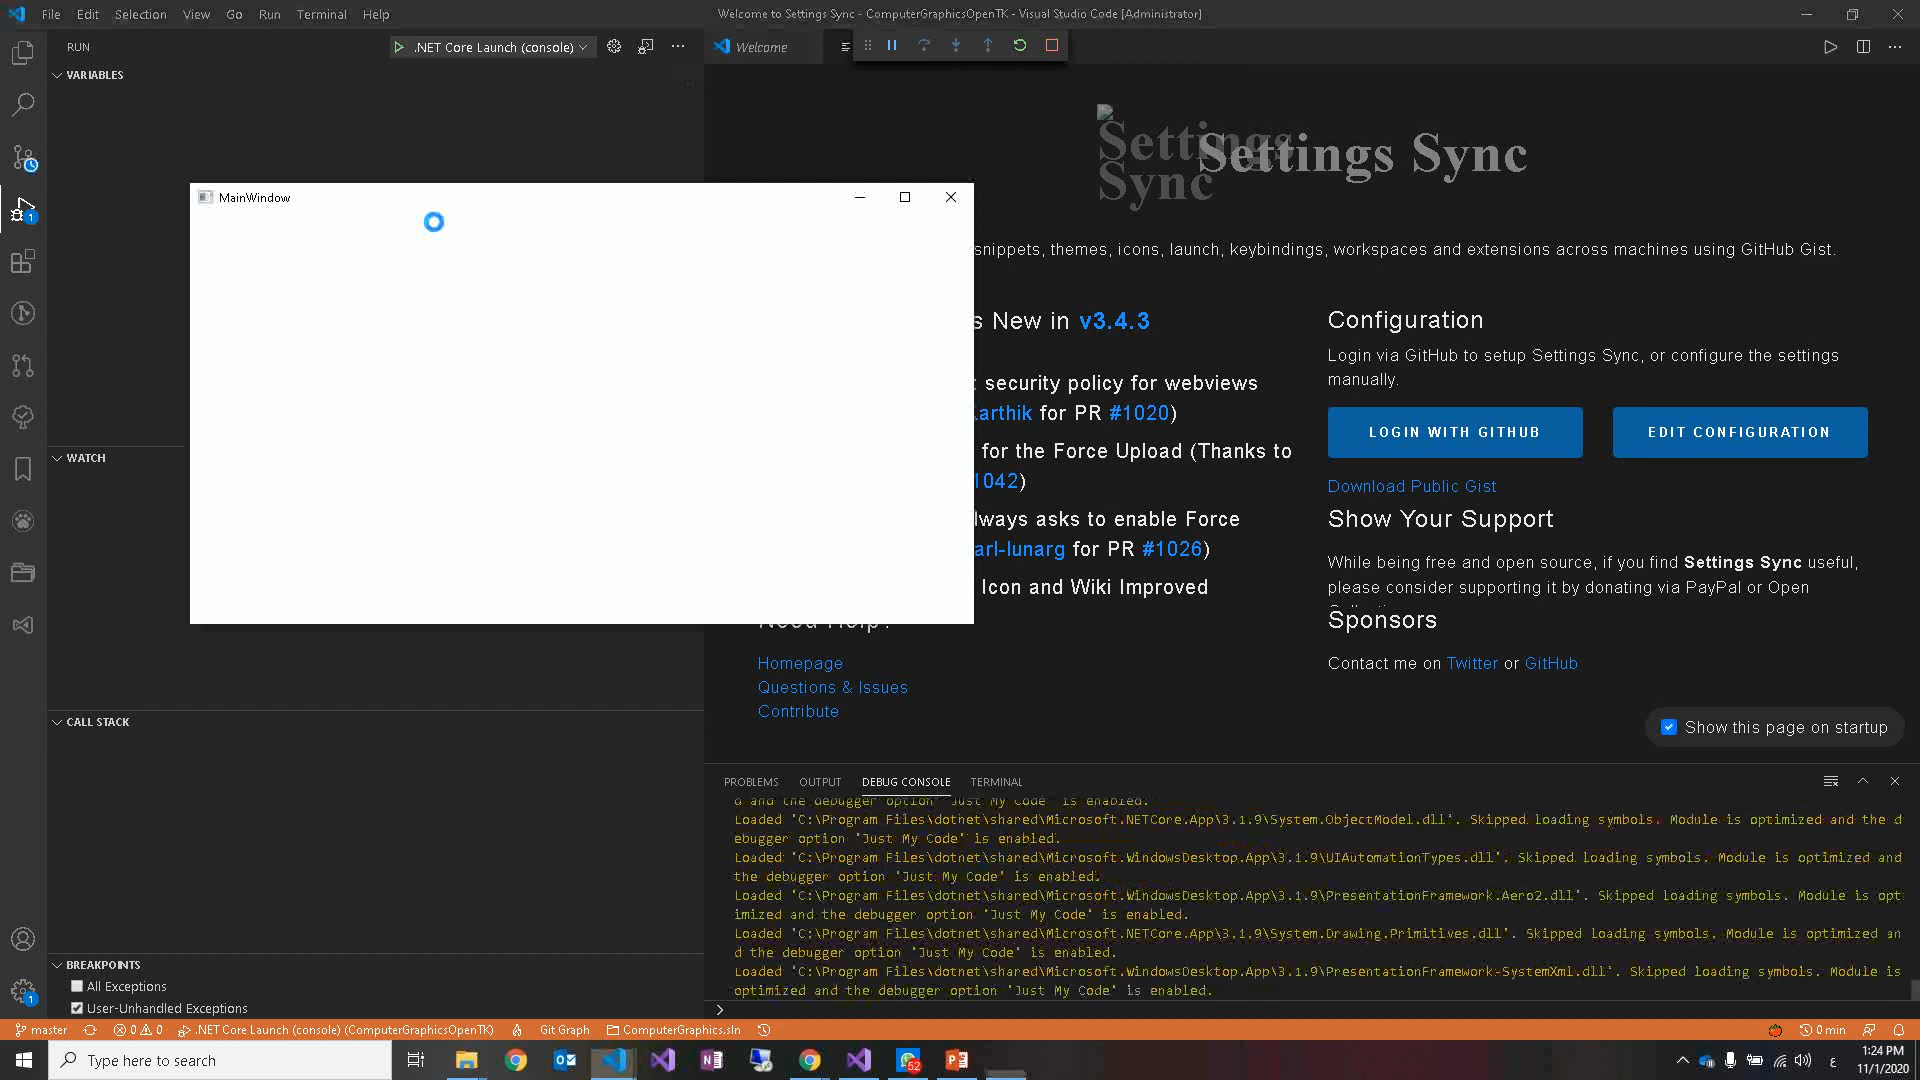 File Edit Selection View Go Run Terminal Help
Welcome to Settings Sync - ComputerGraphicsOpenTK - Visual Studio Code [Administrator]
RUN
.NET Core Launch (console)
Welcome
VARIABLES
Settings Sync
Settings Sync
MainWindow
snippets, themes, icons, launch, keybindings, workspaces and extensions across machines using GitHub Gist.
s New in v3.4.3
Configuration
Login via GitHub to setup Settings Sync, or configure the settings
manually.
: security policy for webviews
arthik for PR #1020)
LOGIN WITH GITHUB
EDIT CONFIGURATION
for the Force Upload (Thanks to
1042)
Download Public Gist
WATCH
lways asks to enable Force
arl-lunarg for PR #1026)
Show Your Support
While being free and open source, if you find Settings Sync useful,
please consider supporting it by donating via PayPal or Open
Icon and Wiki Improved
Need Help?
Sponsors
Homepage
Questions & Issues
Contribute
Contact me on Twitter or GitHub
CALL STACK
Show this page on startup
PROBLEMS OUTPUT DEBUG CONSOLE TERMINAL
d and the debugger option 'Just My Code' is enabled.
Loaded 'C:\Program Files\dotnet\shared\Microsoft.NETCore.App\3.1.9\System.ObjectModel.dll'. Skipped loading symbols. Module is optimized and the d
ebugger option 'Just My Code' is enabled.
Loaded 'C:\Program Files\dotnet\shared\Microsoft.WindowsDesktop.App\3.1.9\UIAutomationTypes.dll'. Skipped loading symbols. Module is optimized and
the debugger option 'Just My Code' is enabled.
Loaded 'C:\Program Files\dotnet\shared\Microsoft.WindowsDesktop.App\3.1.9\PresentationFramework.Aero2.dll'. Skipped loading symbols. Module is opt
imized and the debugger option 'Just My Code' is enabled.
Loaded 'C:\Program Files\dotnet\shared\Microsoft.NETCore.App\3.1.9\System.Drawing.Primitives.dll'. Skipped loading symbols. Module is optimized an
d the debugger option 'Just My Code' is enabled.
Loaded 'C:\Program Files\dotnet\shared\Microsoft.WindowsDesktop.App\3.1.9\PresentationFramework-SystemXml.dll'. Skipped loading symbols. Module is
optimized and the debugger option 'Just My Code' is enabled.
BREAKPOINTS
All Exceptions
User-Unhandled Exceptions
master 0 0 .NET Core Launch (console) (ComputerGraphicsOpenTK) Git Graph ComputerGraphics.sln 0 min
Type here to search
52
ع
1:24 PM
11/1/2020